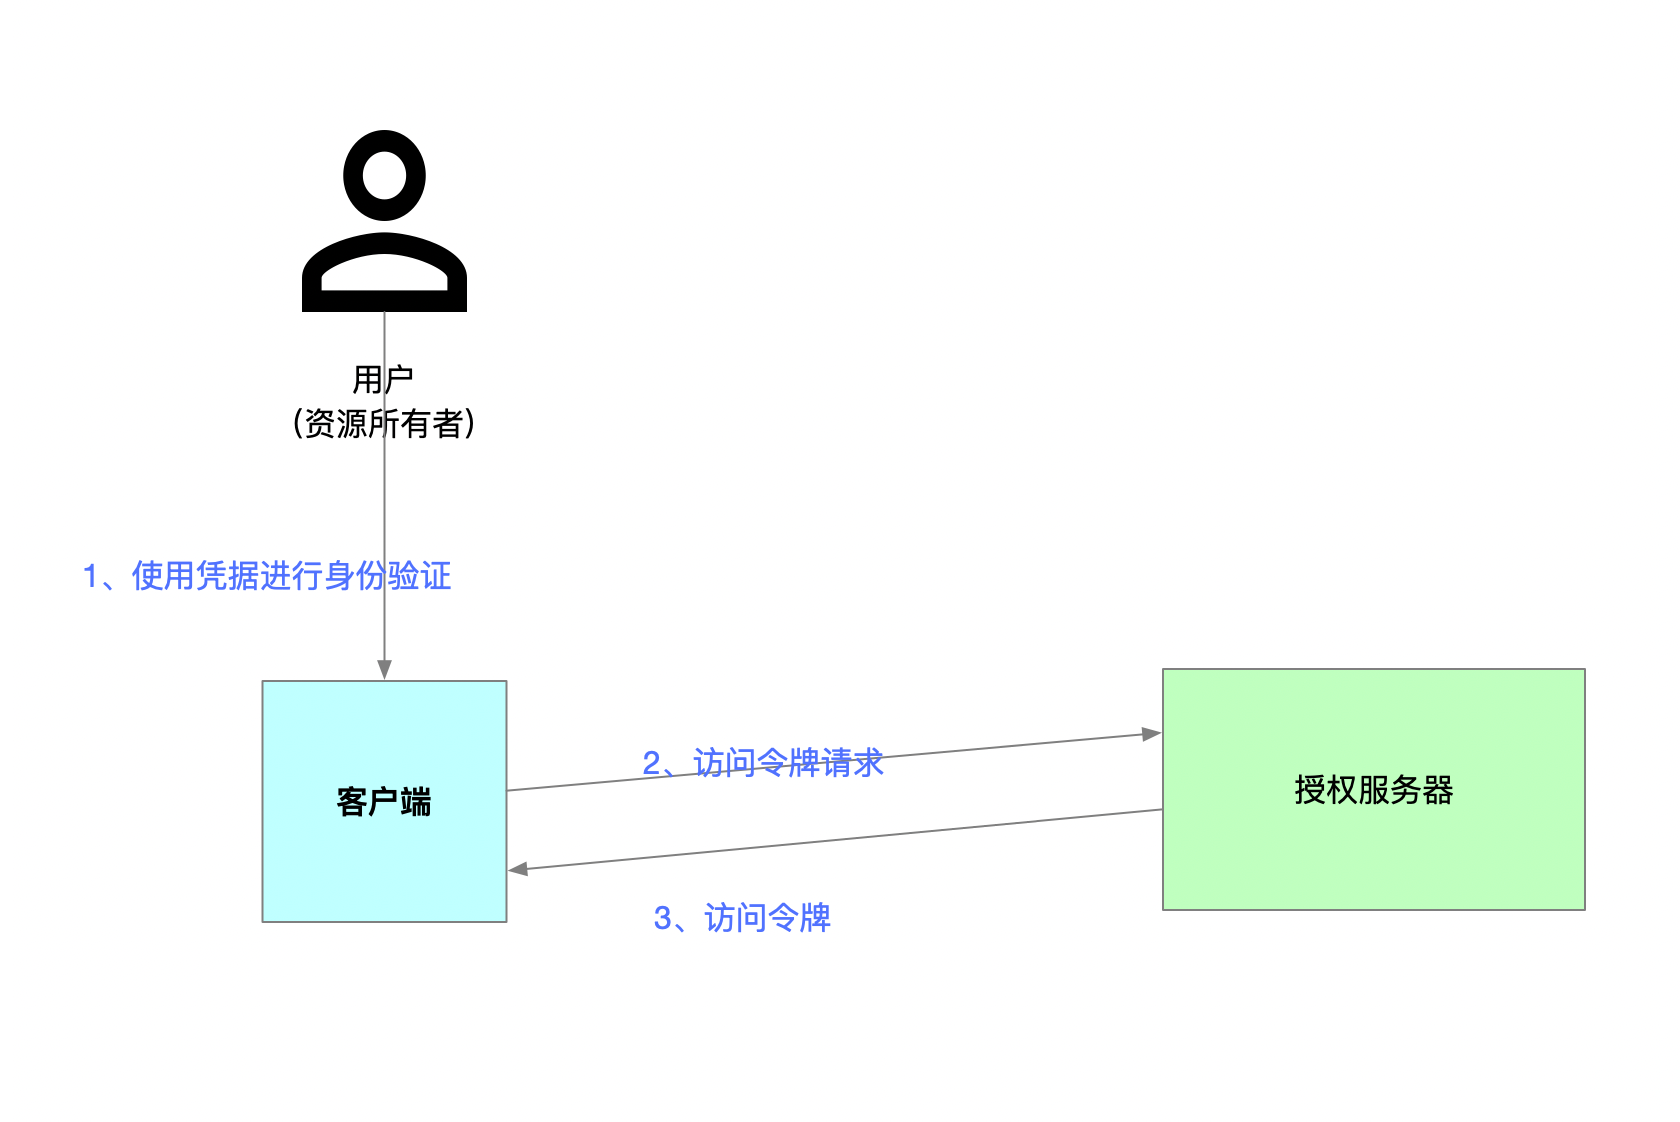 用户
(资源所有者)
1、使用凭据进行身份验证
2、访问令牌请求
客户端
授权服务器
3、访问令牌